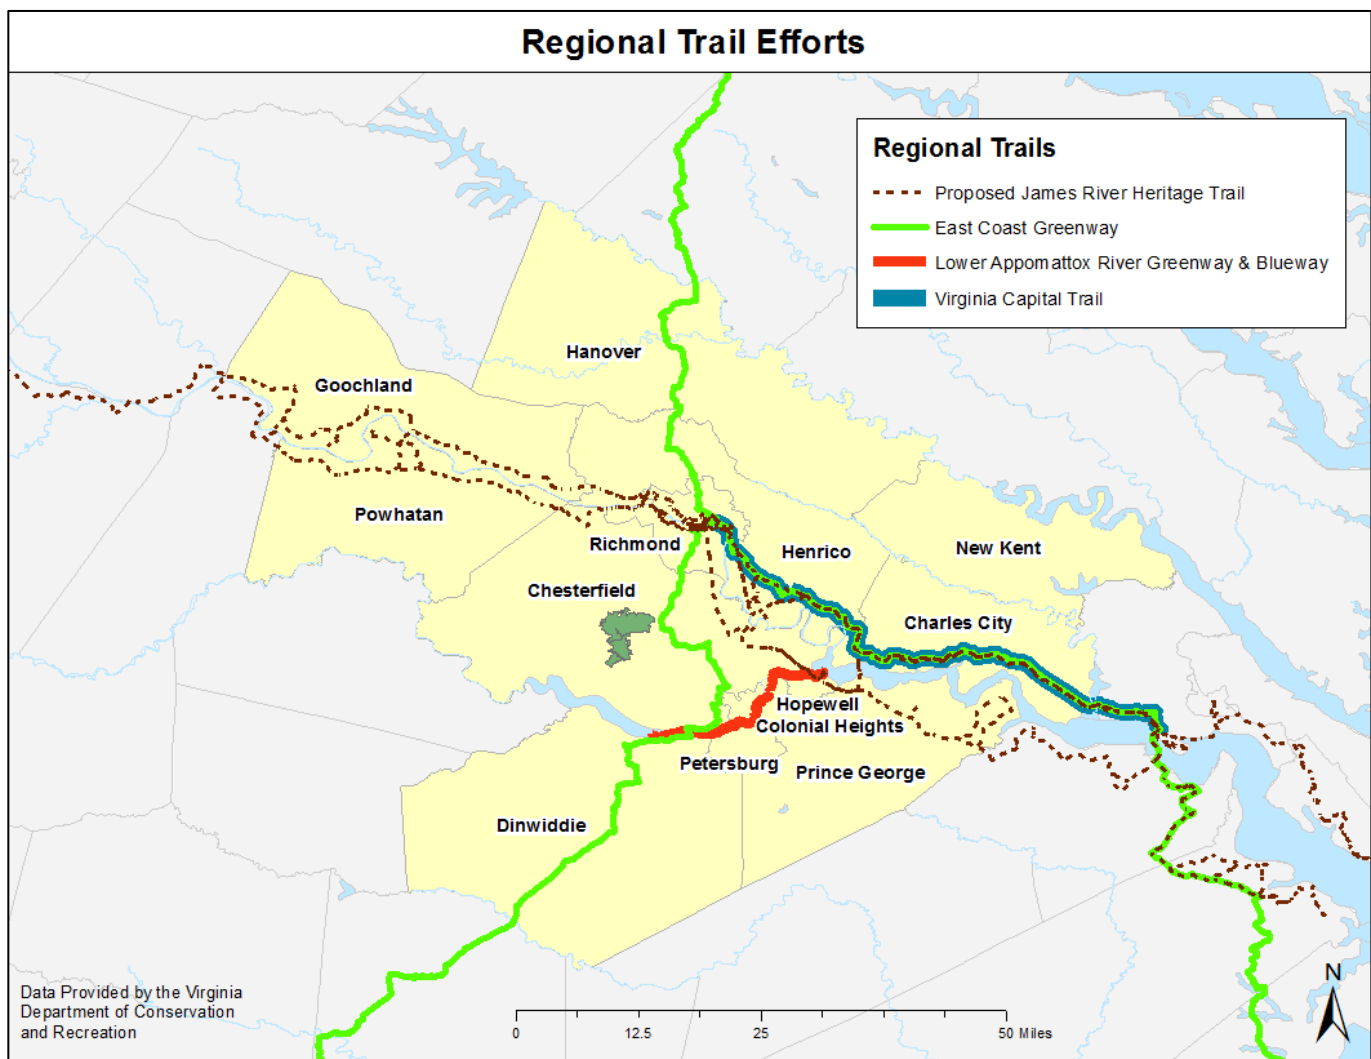 Regional Trail Efforts
Regional Trails
Proposed James River Heritage Trail
East Coast Greenway
Lower Appomattox River Greenway & Blueway
Virginia Capital Trail
Hanover
Goochland
Powhatan
Richmond
Henrico
New Kent
Chesterfield
Charles City
Hopewell
Colonial Heights
Petersburg
Prince George
Dinwiddie
N
Data Provided by the Virginia
Department of Conservation
and Recreation
0 12.5 25 50 Miles